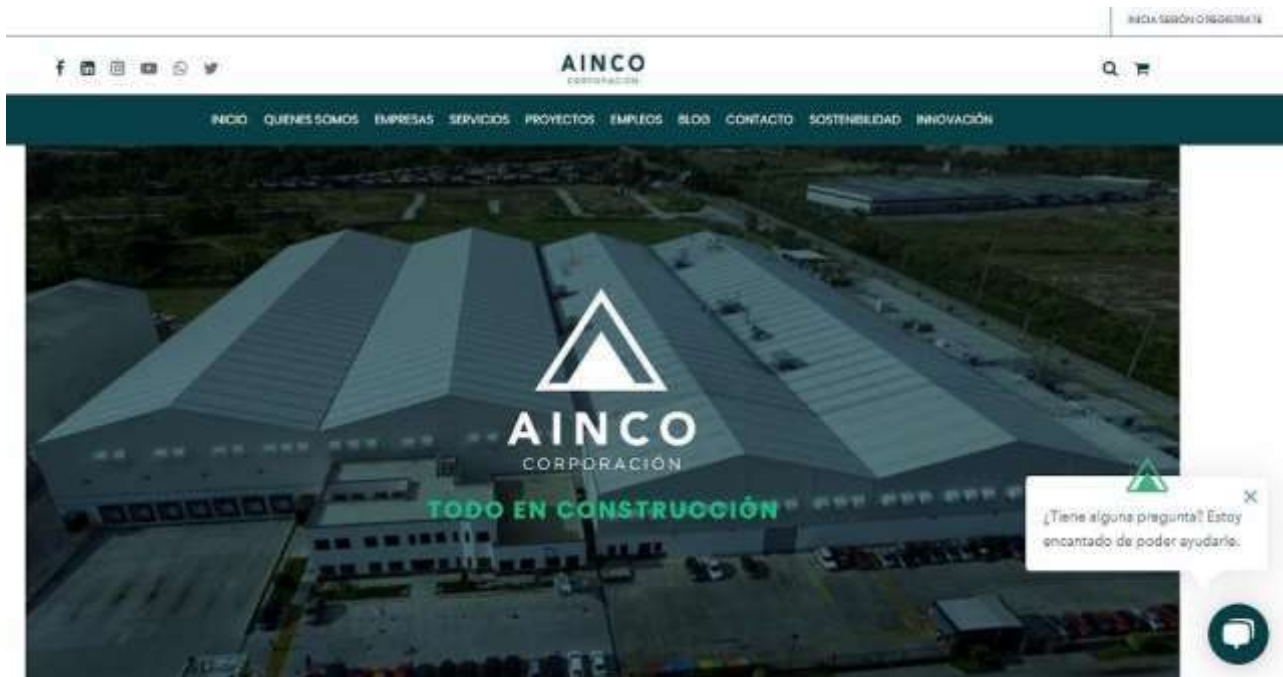 INICIA SESIÓN O REGISTRATE
AINCO
CORPORACIÓN
INICIO QUIENES SOMOS EMPRESAS SERVICIOS PROYECTOS EMPLEOS BLOG CONTACTO SOSTENIBILIDAD INNOVACIÓN
AINCO
CORPORACIÓN
TODO EN CONSTRUCCIÓN
¿Tiene alguna pregunta? Estoy
encantado de poder ayudarle.